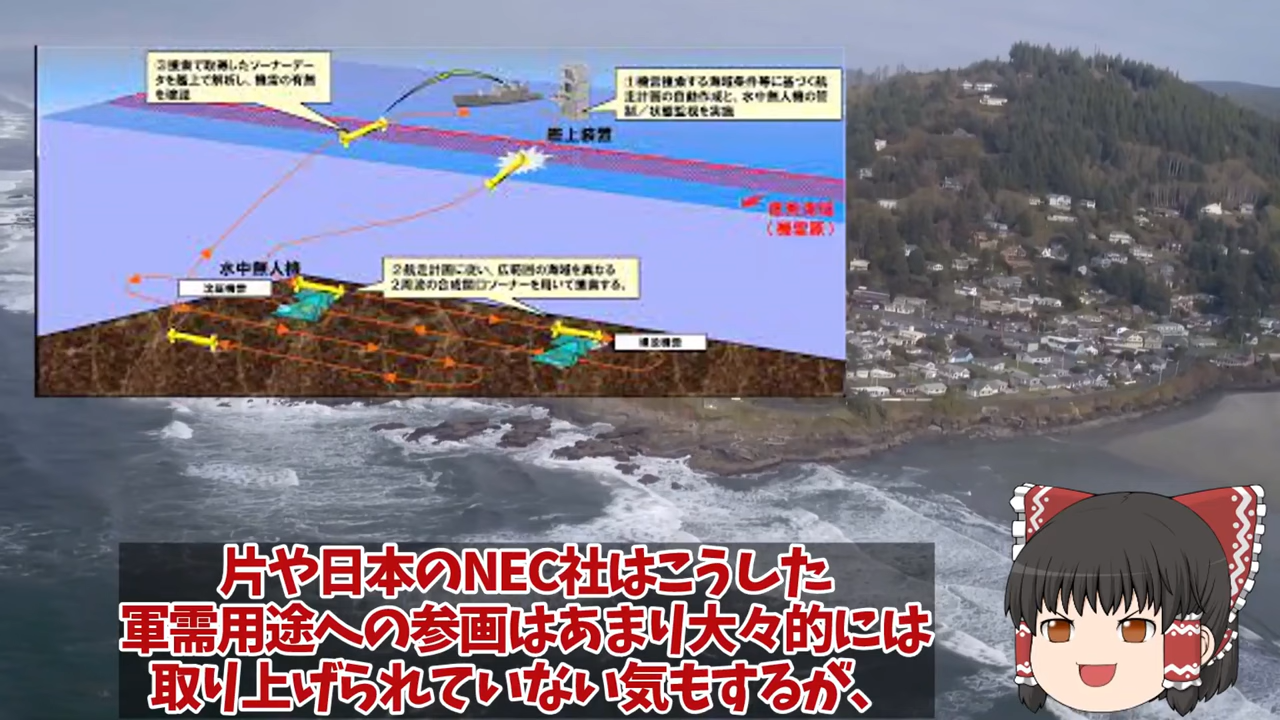 ③捜索で取得したソーナーデー
タを艦上で解析し、機雷の有無
を確認
①機雷捜索する海域条件等に基づく航
走計画の自動作成と、水中無人機の管
制／状態監視を実施
艦上装置
危険海域
（機雷原）
水中無人機
沈底機雷
②航走計画に従い、広範囲の海域を異なる
2周波の合成開口ソーナーを用いて捜索する。
片や日本のNEC社はこうした
軍需用途への参画はあまり大々的には
取り上げられていない気もするが、